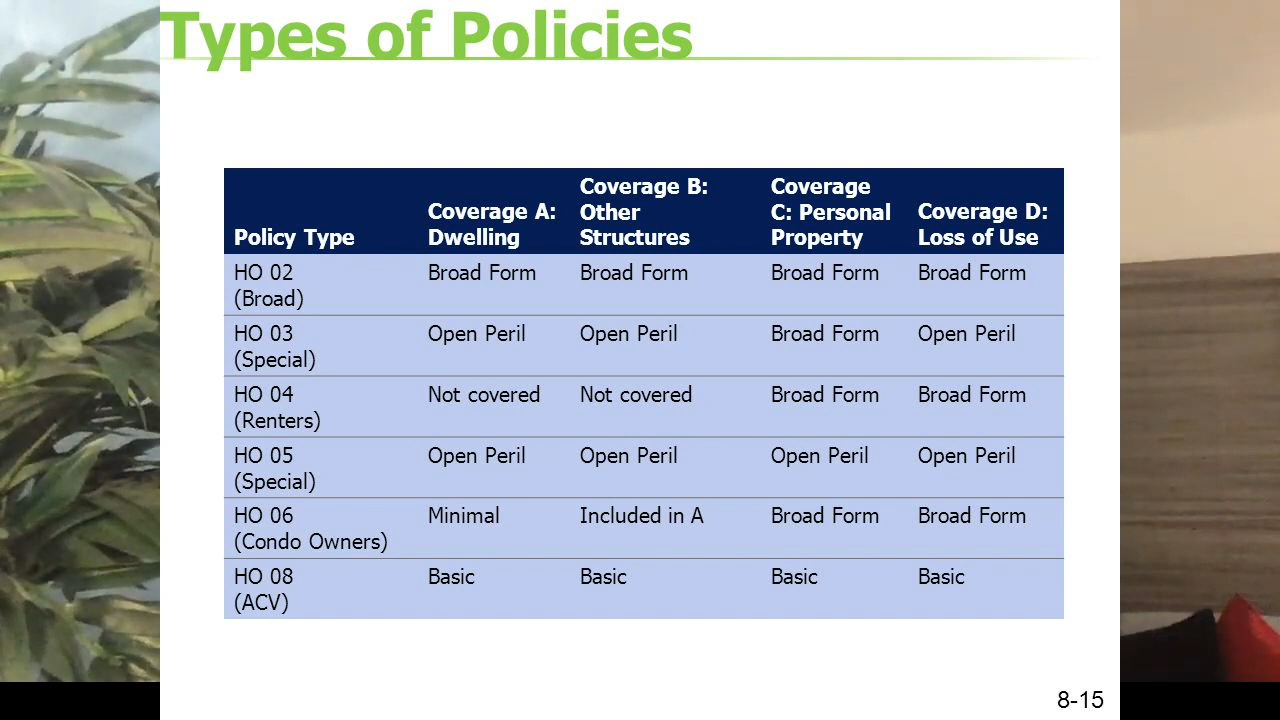 Types of Policies
Policy Type
Coverage A:
Dwelling
Coverage B:
Other
Structures
Coverage
C: Personal
Property
Coverage D:
Loss of Use
HO 02
(Broad)
Broad Form
Broad Form
Broad Form
Broad Form
HO 03
(Special)
Open Peril
Open Peril
Broad Form
Open Peril
HO 04
(Renters)
Not covered
Not covered
Broad Form
Broad Form
HO 05
(Special)
Open Peril
Open Peril
Open Peril
Open Peril
HO 06
(Condo Owners)
Minimal
Included in A
Broad Form
Broad Form
HO 08
(ACV)
Basic
Basic
Basic
Basic
8-15